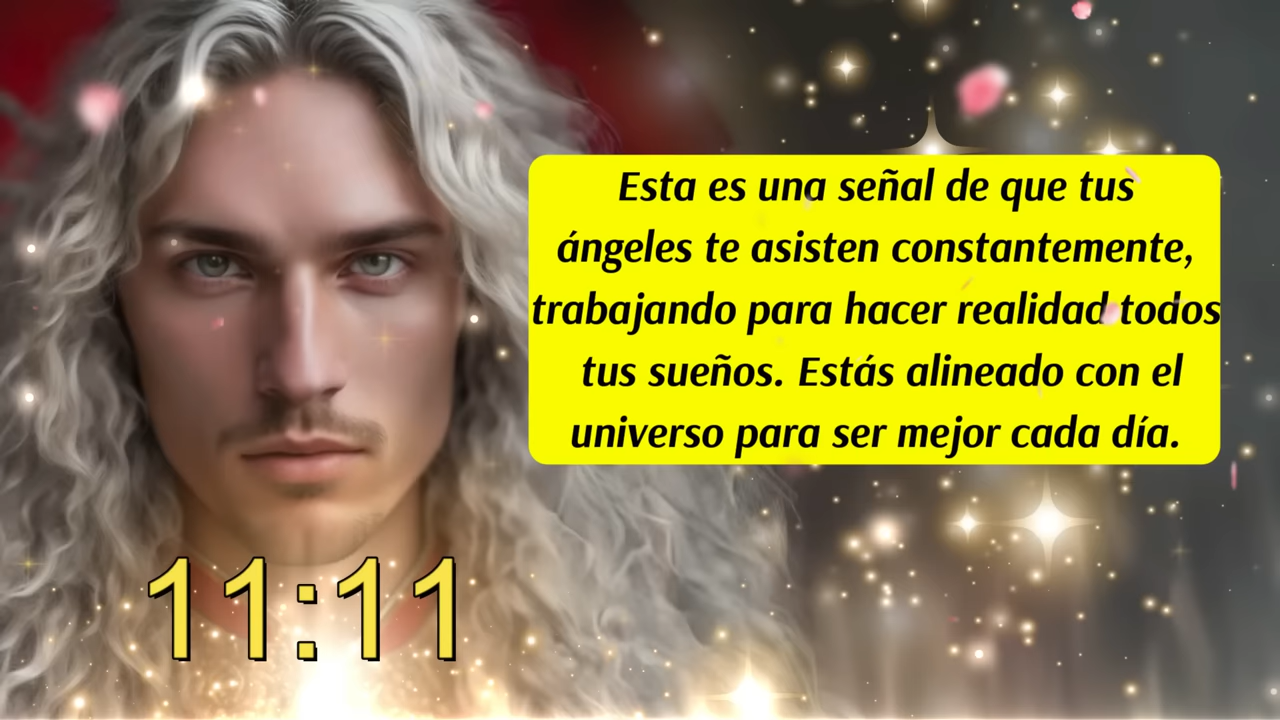 Esta es una señal de que tus
ángeles te asisten constantemente,
trabajando para hacer realidad todos
tus sueños. Estás alineado con el
universo para ser mejor cada día.
11:11